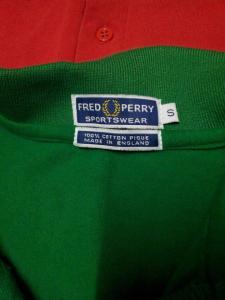 FRED PERRY
SPORTSWEAR
S
100% COTTON PIQUE
MADE IN ENGLAND